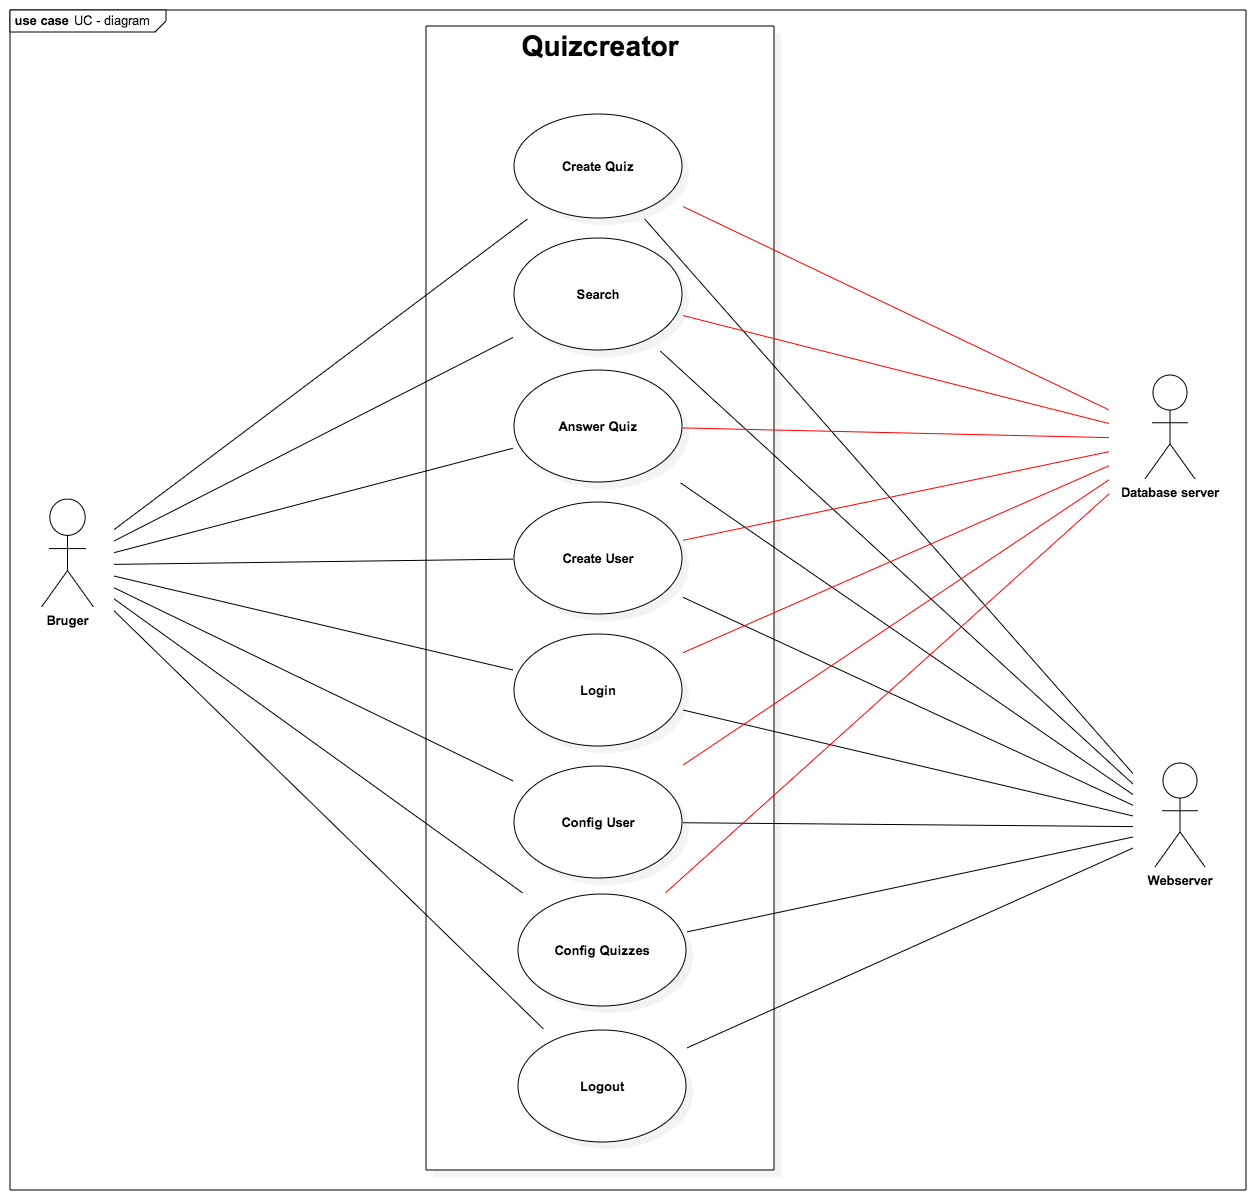 use case UC - diagram
Quizcreator
Create Quiz
Search
Answer Quiz
Database server
Create User
Bruger
Login
Config User
Webserver
Config Quizzes
Logout